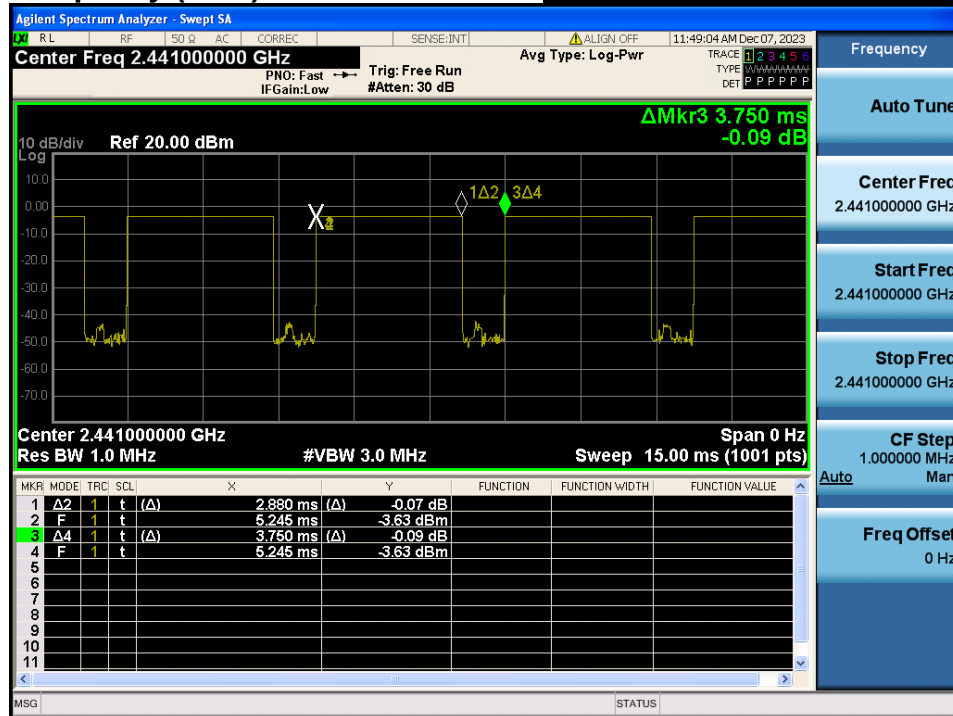 Agilent Spectrum Analyzer - Swept SA
LXI RL RF 50 Ω AC CORREC SENSE:INT ALIGN OFF 11:49:04 AM Dec 07, 2023
Center Freq 2.441000000 GHz
PNO: Fast
IFGain:Low
Trig: Free Run
#Atten: 30 dB
Avg Type: Log-Pwr
TRACE 1 2 3 4 5 6
TYPE WWWWWW
DET P P P P P P
ΔMkr3 3.750 ms
-0.09 dB
10 dB/div Ref 20.00 dBm
Log
10.0
0.00
-10.0
-20.0
-30.0
-40.0
-50.0
-60.0
-70.0
X2
1Δ2 3Δ4
Center 2.441000000 GHz Span 0 Hz
Res BW 1.0 MHz #VBW 3.0 MHz Sweep 15.00 ms (1001 pts)
MKR MODE TRC SCL X Y FUNCTION FUNCTION WIDTH FUNCTION VALUE
1 Δ2 1 t (Δ) 2.880 ms (Δ) -0.07 dB
2 F 1 t 5.245 ms -3.63 dBm
3 Δ4 1 t (Δ) 3.750 ms (Δ) -0.09 dB
4 F 1 t 5.245 ms -3.63 dBm
5
6
7
8
9
10
11
MSG STATUS
Frequency
Auto Tune
Center Freq
2.441000000 GHz
Start Freq
2.441000000 GHz
Stop Freq
2.441000000 GHz
CF Step
1.000000 MHz
Auto Man
Freq Offset
0 Hz